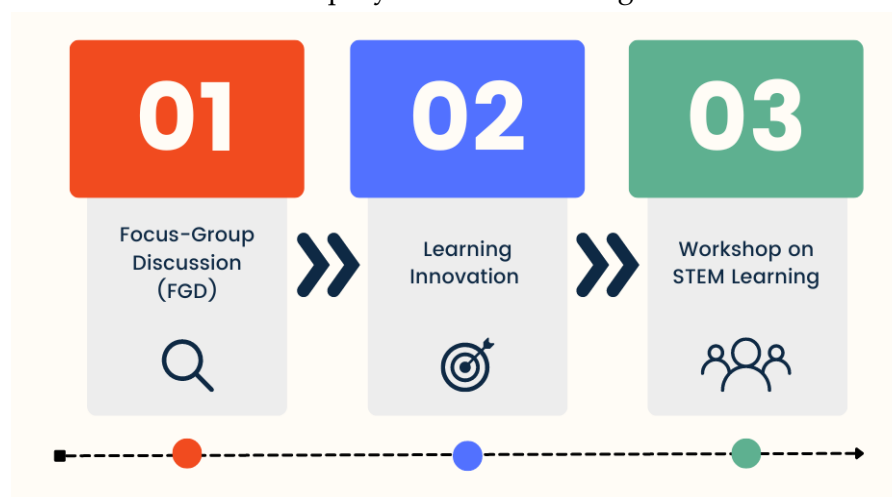 01
02
03
Focus-Group
Discussion
(FGD)
Learning
Innovation
Workshop on
STEM Learning